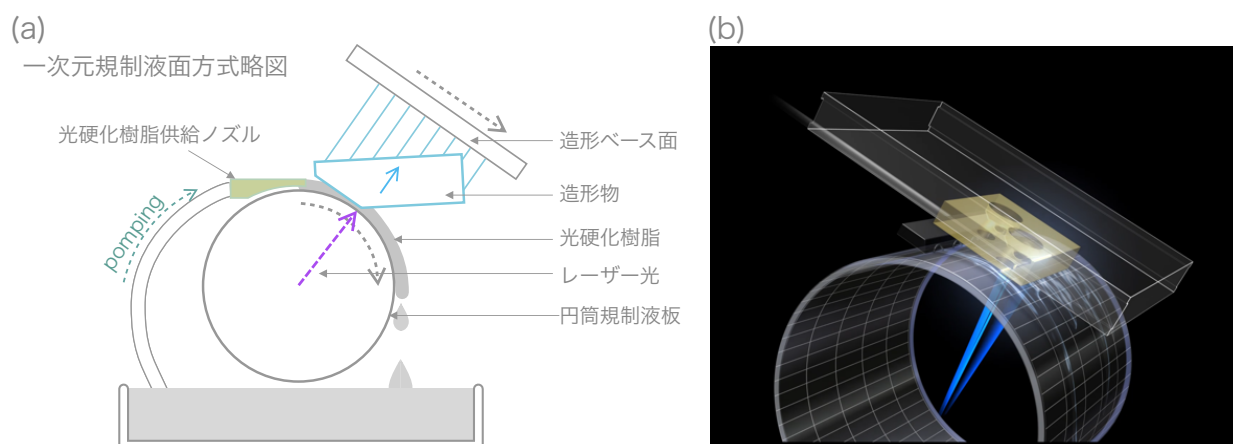 (a)
(b)
一次元規制液面方式略図
光硬化樹脂供給ノズル
造形ベース面
造形物
pomping
光硬化樹脂
レーザー光
円筒規制液板